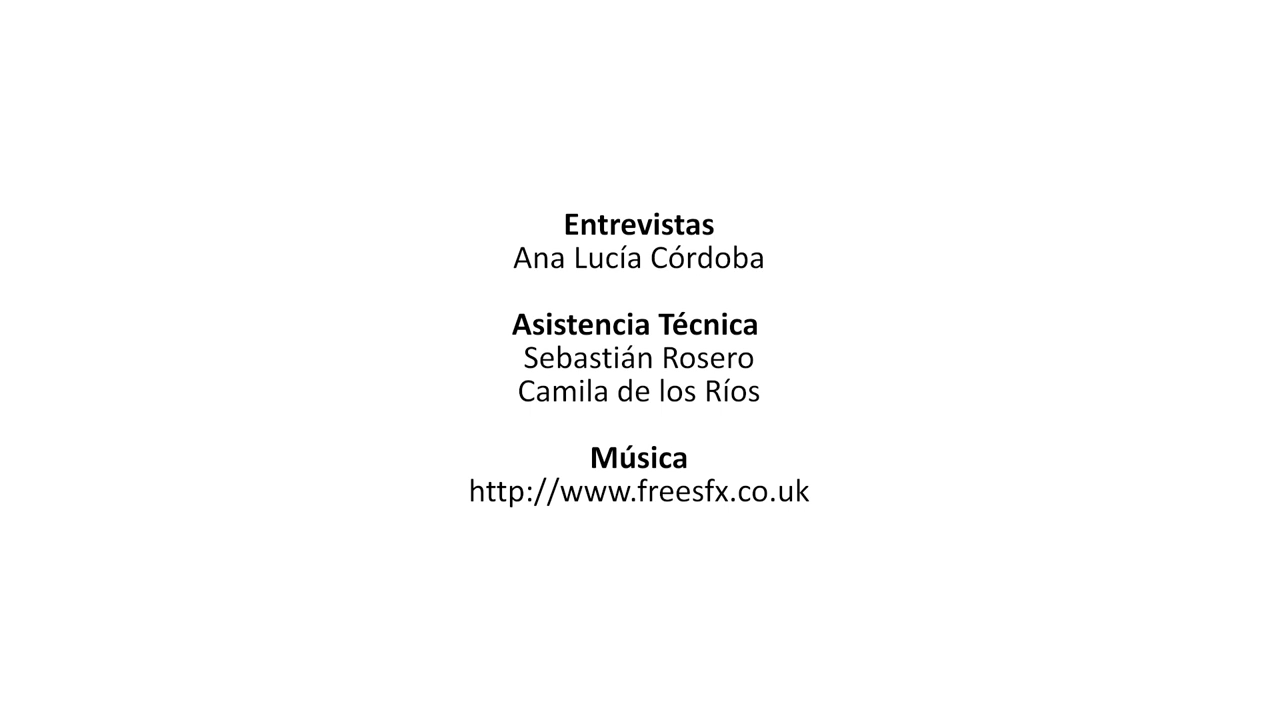 Entrevistas
Ana Lucía Córdoba
Asistencia Técnica
Sebastián Rosero
Camila de los Ríos
Música
http://www.freesfx.co.uk